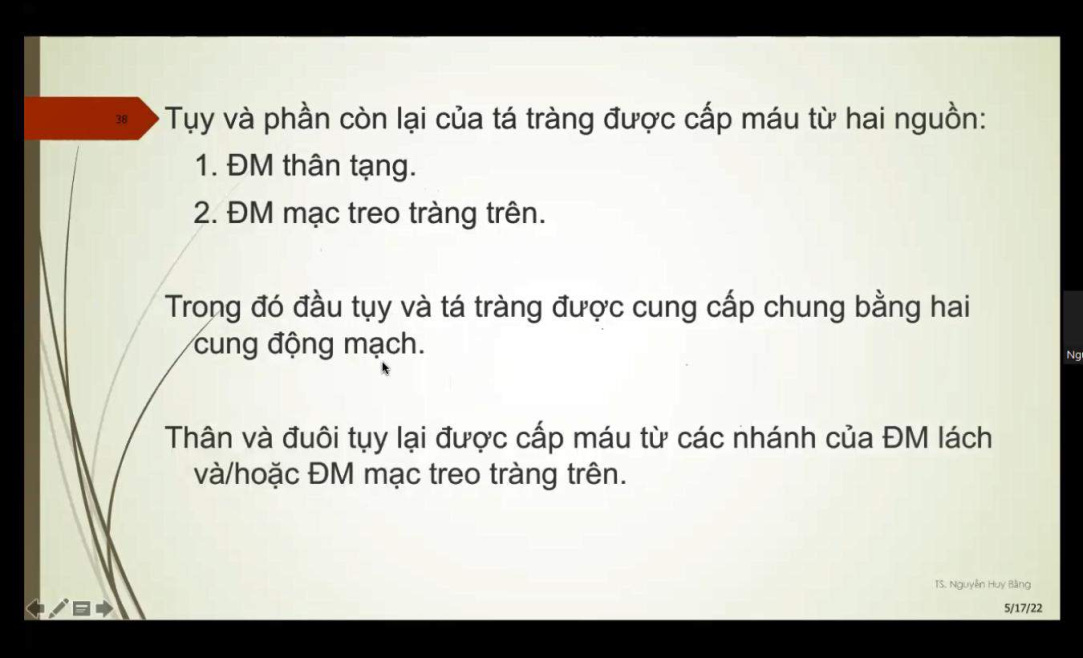 38
Tụy và phần còn lại của tá tràng được cấp máu từ hai nguồn:
1. ĐM thân tạng.
2. ĐM mạc treo tràng trên.
Trong đó đầu tụy và tá tràng được cung cấp chung bằng hai
cung động mạch.
Thân và đuôi tụy lại được cấp máu từ các nhánh của ĐM lách
và/hoặc ĐM mạc treo tràng trên.
TS. Nguyễn Huy Bằng
5/17/22